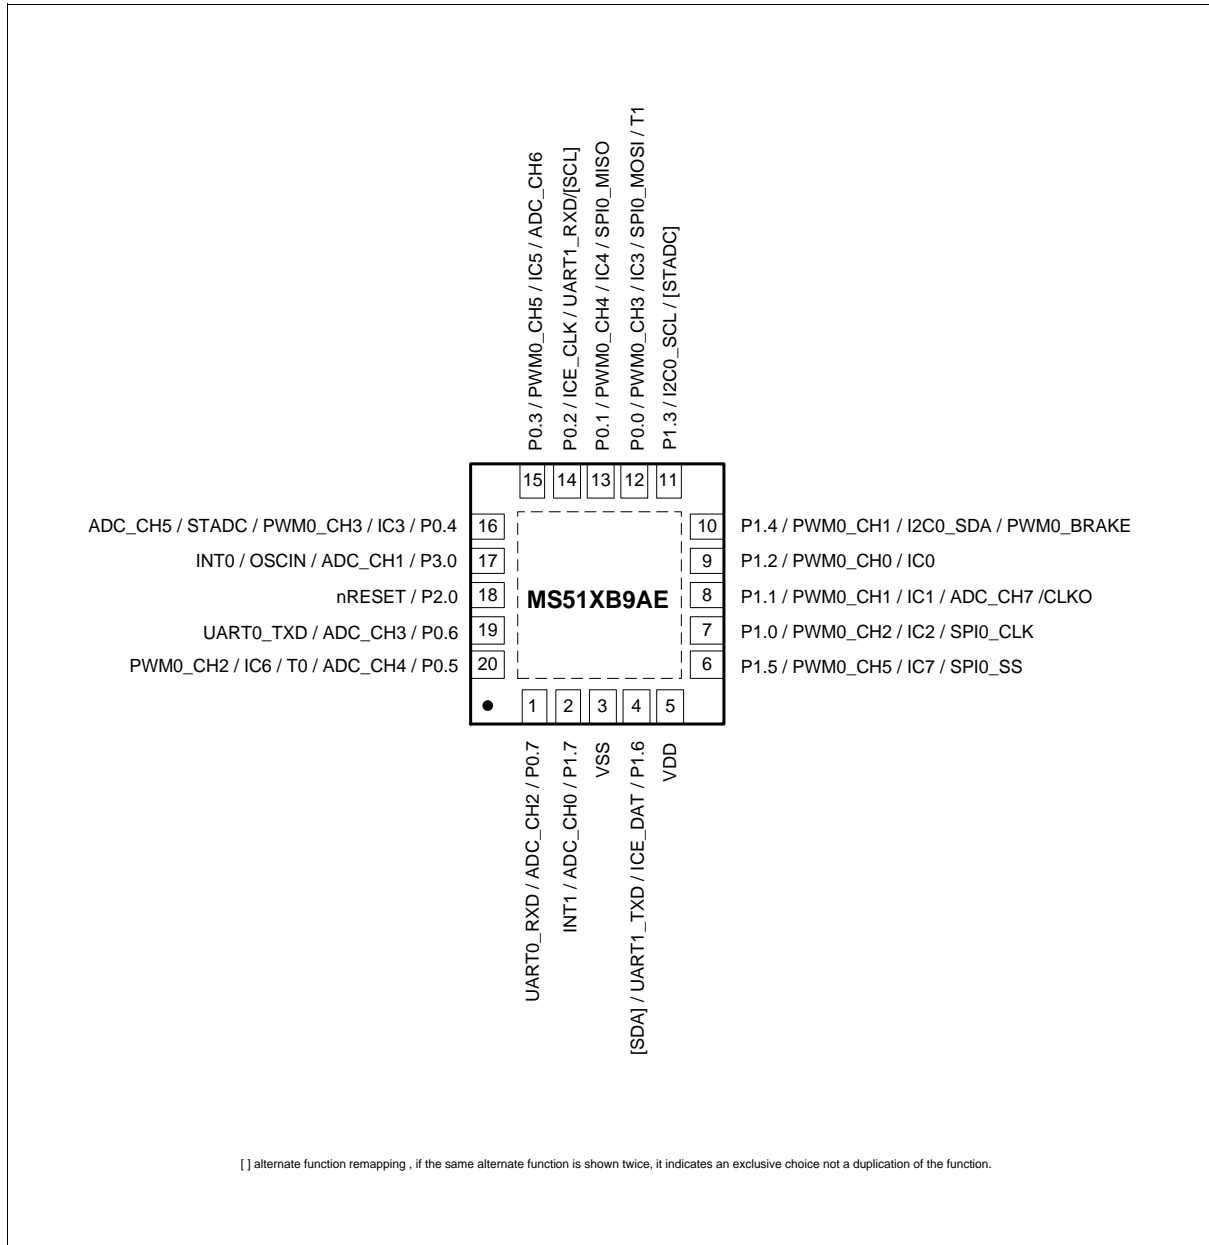 P0.3 / PWM0_CH5 / IC5 / ADC_CH6
P0.2 / ICE_CLK / UART1_RXD/[SCL]
P0.1 / PWM0_CH4 / IC4 / SPI0_MISO
P0.0 / PWM0_CH3 / IC3 / SPI0_MOSI / T1
P1.3 / I2C0_SCL / [STADC]
15 14 13 12 11
ADC_CH5 / STADC / PWM0_CH3 / IC3 / P0.4 16
INT0 / OSCIN / ADC_CH1 / P3.0 17
nRESET / P2.0 18
UART0_TXD / ADC_CH3 / P0.6 19
PWM0_CH2 / IC6 / T0 / ADC_CH4 / P0.5 20
MS51XB9AE
10 P1.4 / PWM0_CH1 / I2C0_SDA / PWM0_BRAKE
9 P1.2 / PWM0_CH0 / IC0
8 P1.1 / PWM0_CH1 / IC1 / ADC_CH7 /CLKO
7 P1.0 / PWM0_CH2 / IC2 / SPI0_CLK
6 P1.5 / PWM0_CH5 / IC7 / SPI0_SS
1 2 3 4 5
UART0_RXD / ADC_CH2 / P0.7
INT1 / ADC_CH0 / P1.7
VSS
[SDA] / UART1_TXD / ICE_DAT / P1.6
VDD
[ ] alternate function remapping , if the same alternate function is shown twice, it indicates an exclusive choice not a duplication of the function.